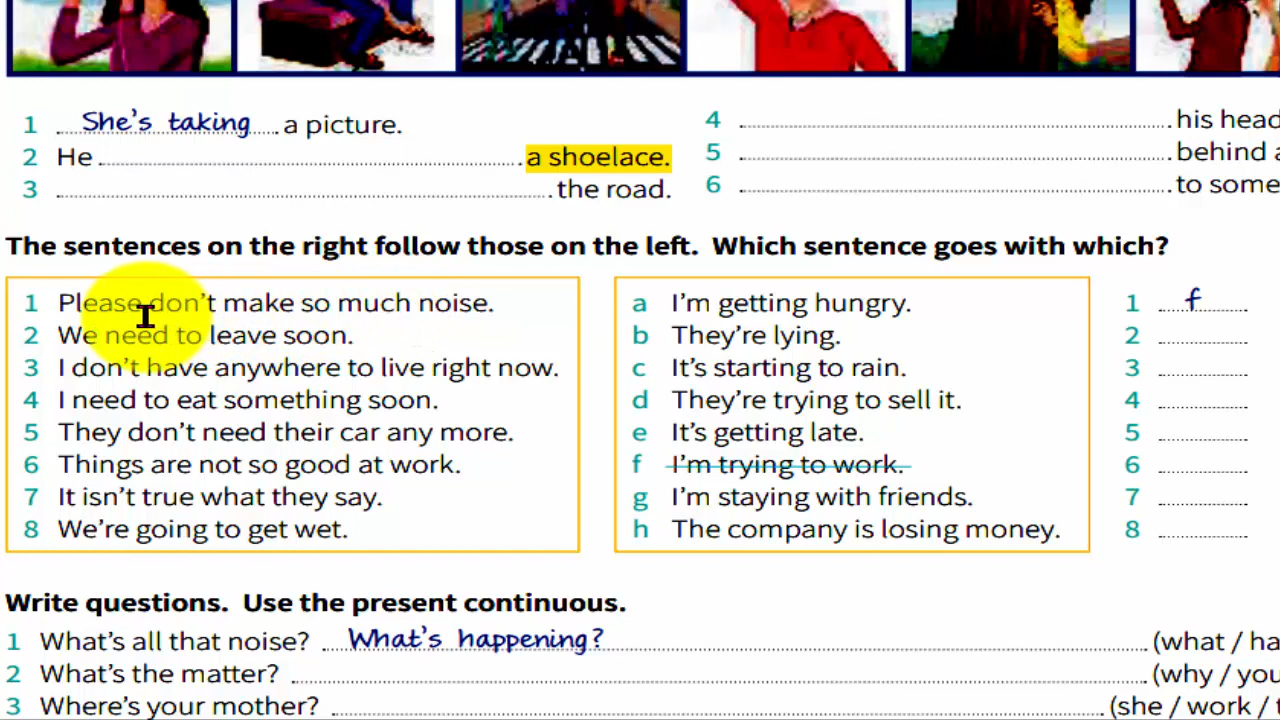 1 She's taking a picture.
2 He a shoelace.
3 the road.
4 his head
5 behind
6 to some
The sentences on the right follow those on the left. Which sentence goes with which?
1 Please don't make so much noise.
2 We need to leave soon.
3 I don't have anywhere to live right now.
4 I need to eat something soon.
5 They don't need their car any more.
6 Things are not so good at work.
7 It isn't true what they say.
8 We're going to get wet.
a I'm getting hungry.
b They're lying.
c It's starting to rain.
d They're trying to sell it.
e It's getting late.
f I'm trying to work.
g I'm staying with friends.
h The company is losing money.
1 f
2
3
4
5
6
7
8
Write questions. Use the present continuous.
1 What's all that noise? What's happening? (what / ha
2 What's the matter? (why / you
3 Where's your mother? (she / work / t